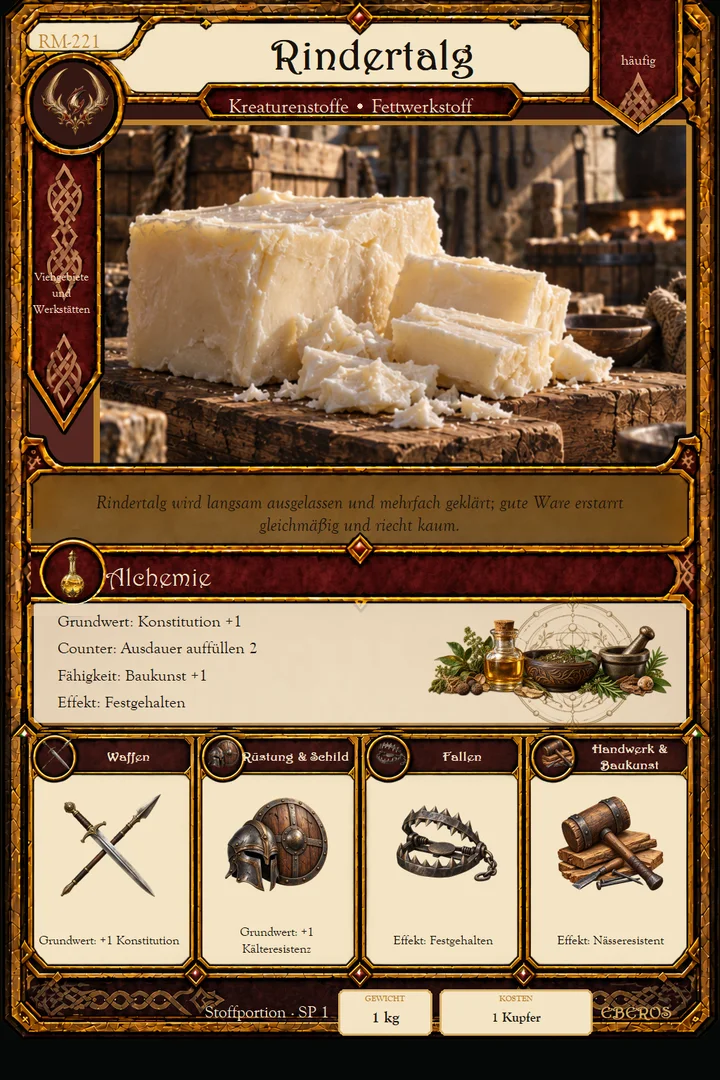 RM-221
Rindertalg
häufig
Kreaturenstoffe • Fettwerkstoff
Viehgebiete
und
Werkstätten
Rindertalg wird langsam ausgelassen und mehrfach geklärt; gute Ware erstarrt
gleichmäßig und riecht kaum.
Alchemie
Grundwert: Konstitution +1
Counter: Ausdauer auffüllen 2
Fähigkeit: Baukunst +1
Effekt: Festgehalten
Waffen
Rüstung & Schild
Fallen
Handwerk &
Baukunst
Grundwert: +1 Konstitution
Grundwert: +1
Kälteresistenz
Effekt: Festgehalten
Effekt: Nässeresistent
Stoffportion · SP 1
GEWICHT
1 kg
KOSTEN
1 Kupfer
EBEROS